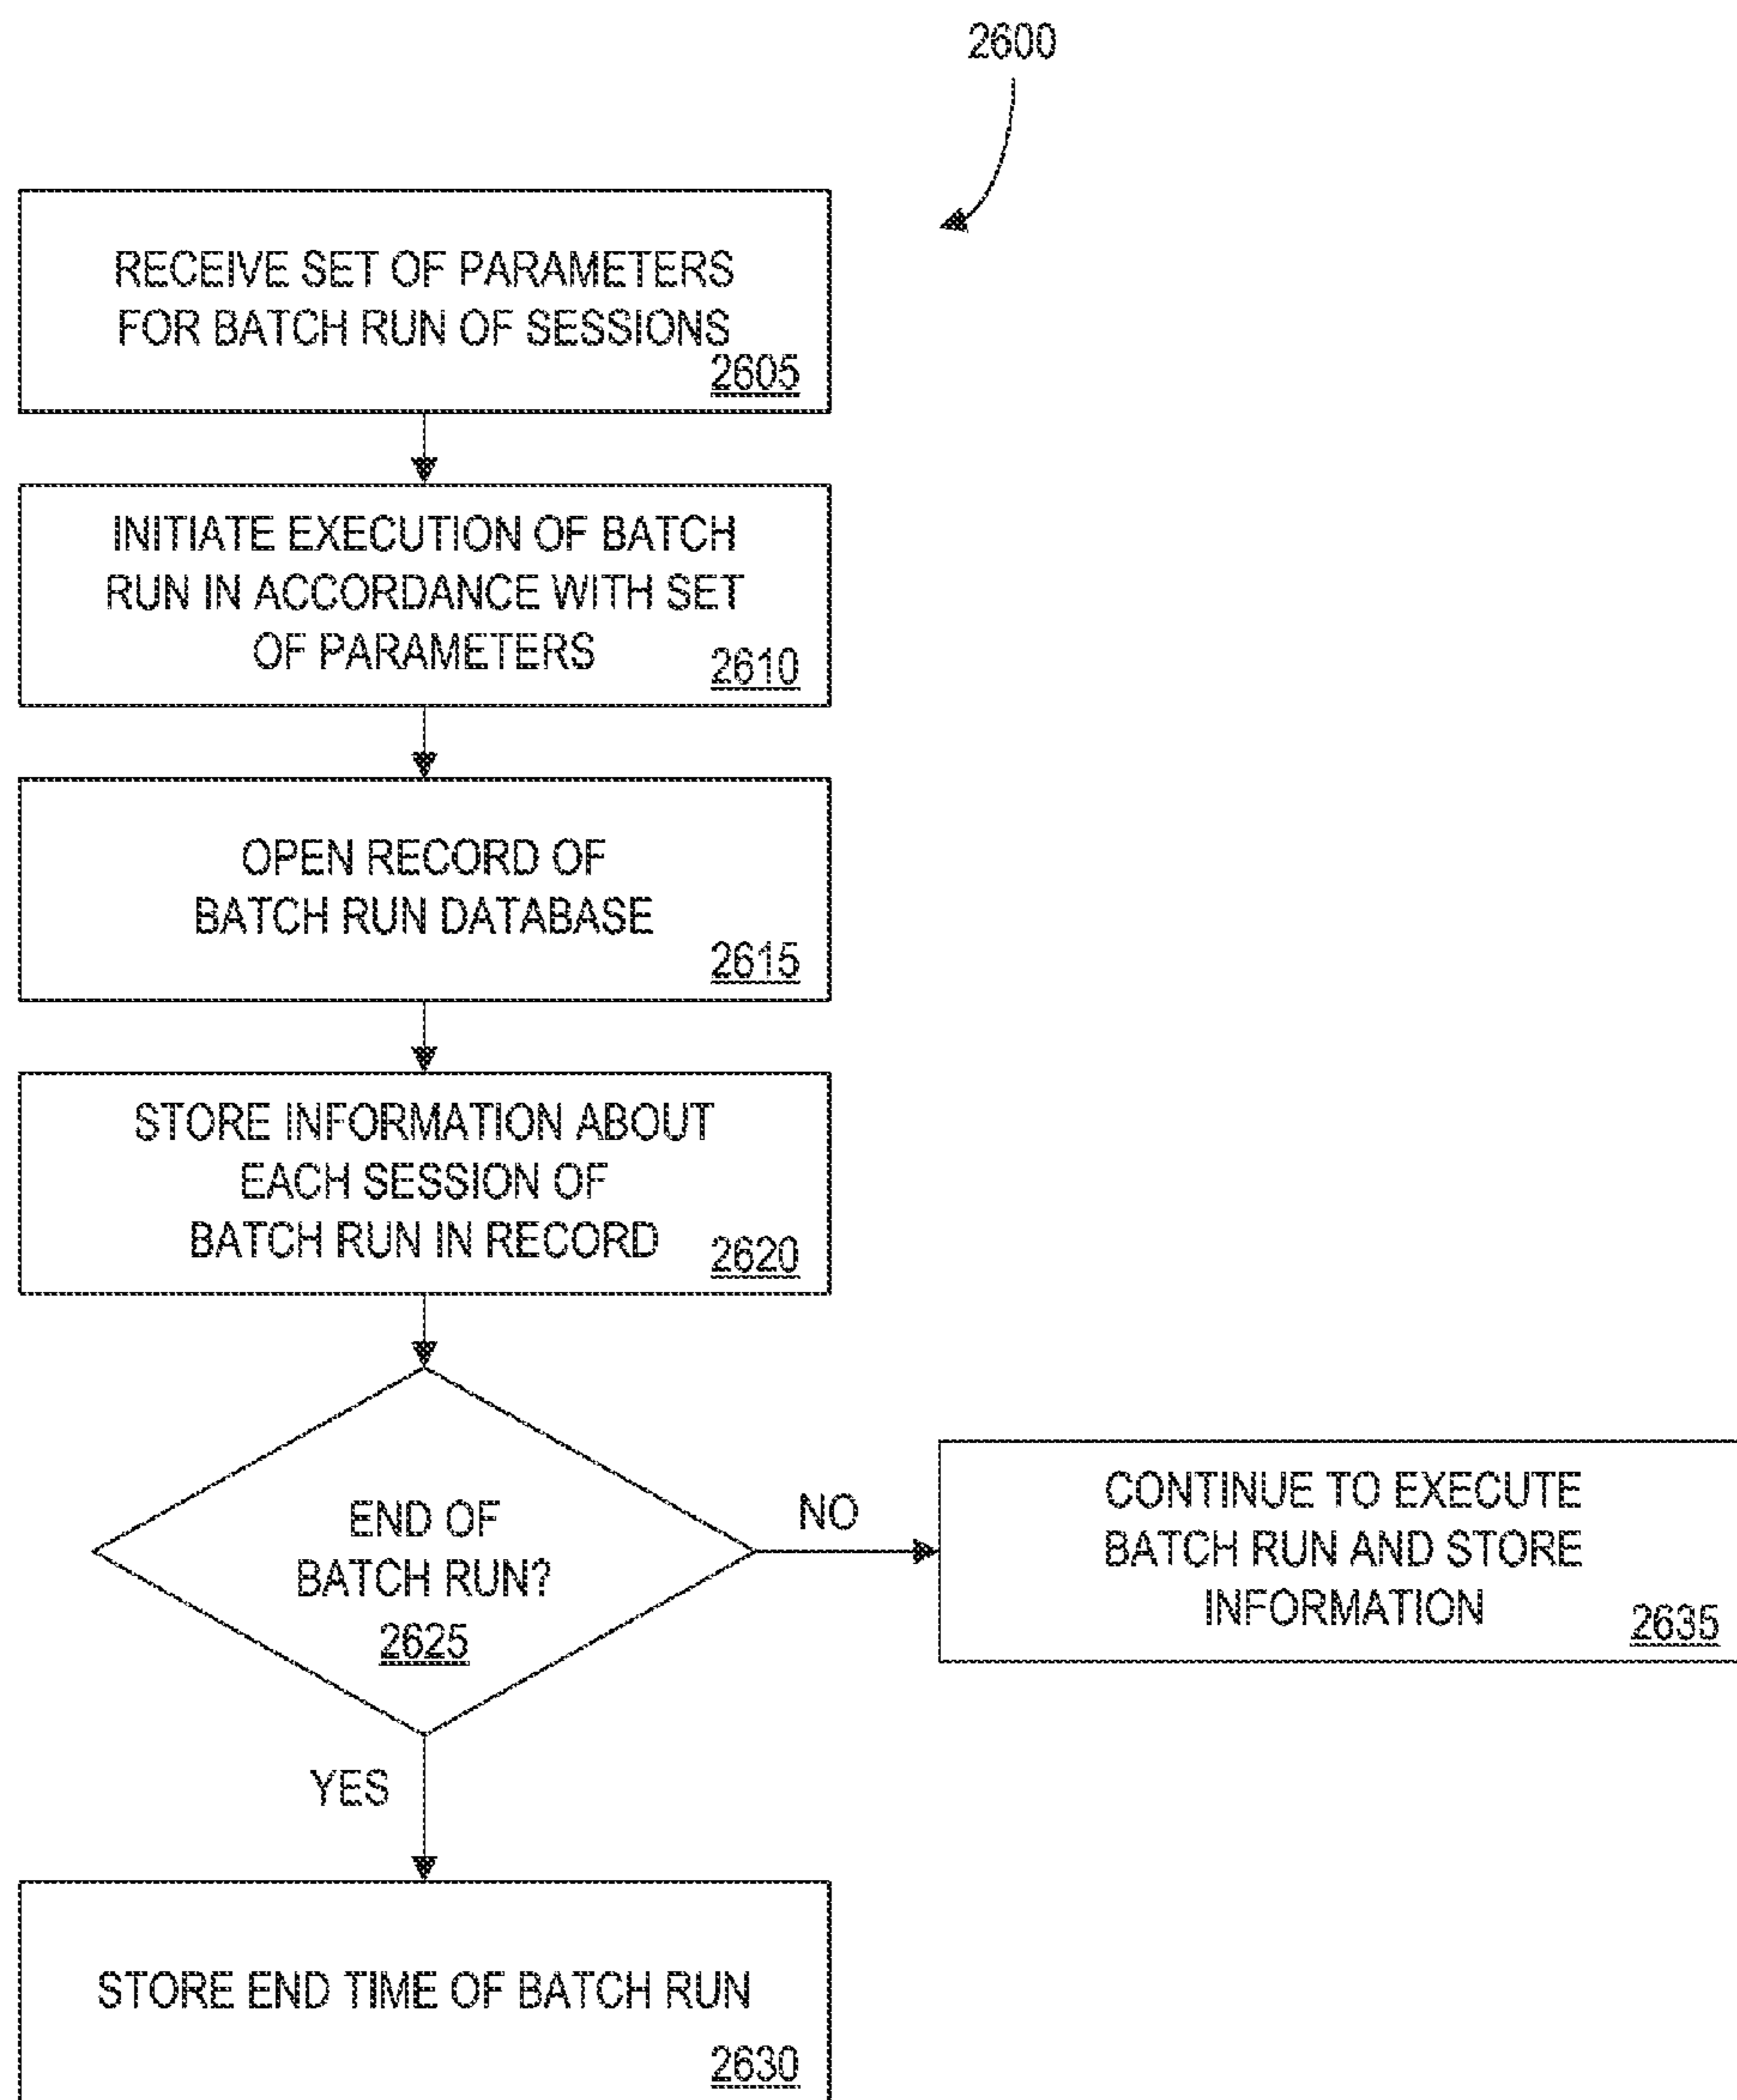 2600
RECEIVE SET OF PARAMETERS
FOR BATCH RUN OF SESSIONS
2605
INITIATE EXECUTION OF BATCH
RUN IN ACCORDANCE WITH SET
OF PARAMETERS
2610
OPEN RECORD OF
BATCH RUN DATABASE
2615
STORE INFORMATION ABOUT
EACH SESSION OF
BATCH RUN IN RECORD
2620
END OF
BATCH RUN?
2625
NO
CONTINUE TO EXECUTE
BATCH RUN AND STORE
INFORMATION
2635
YES
STORE END TIME OF BATCH RUN
2630